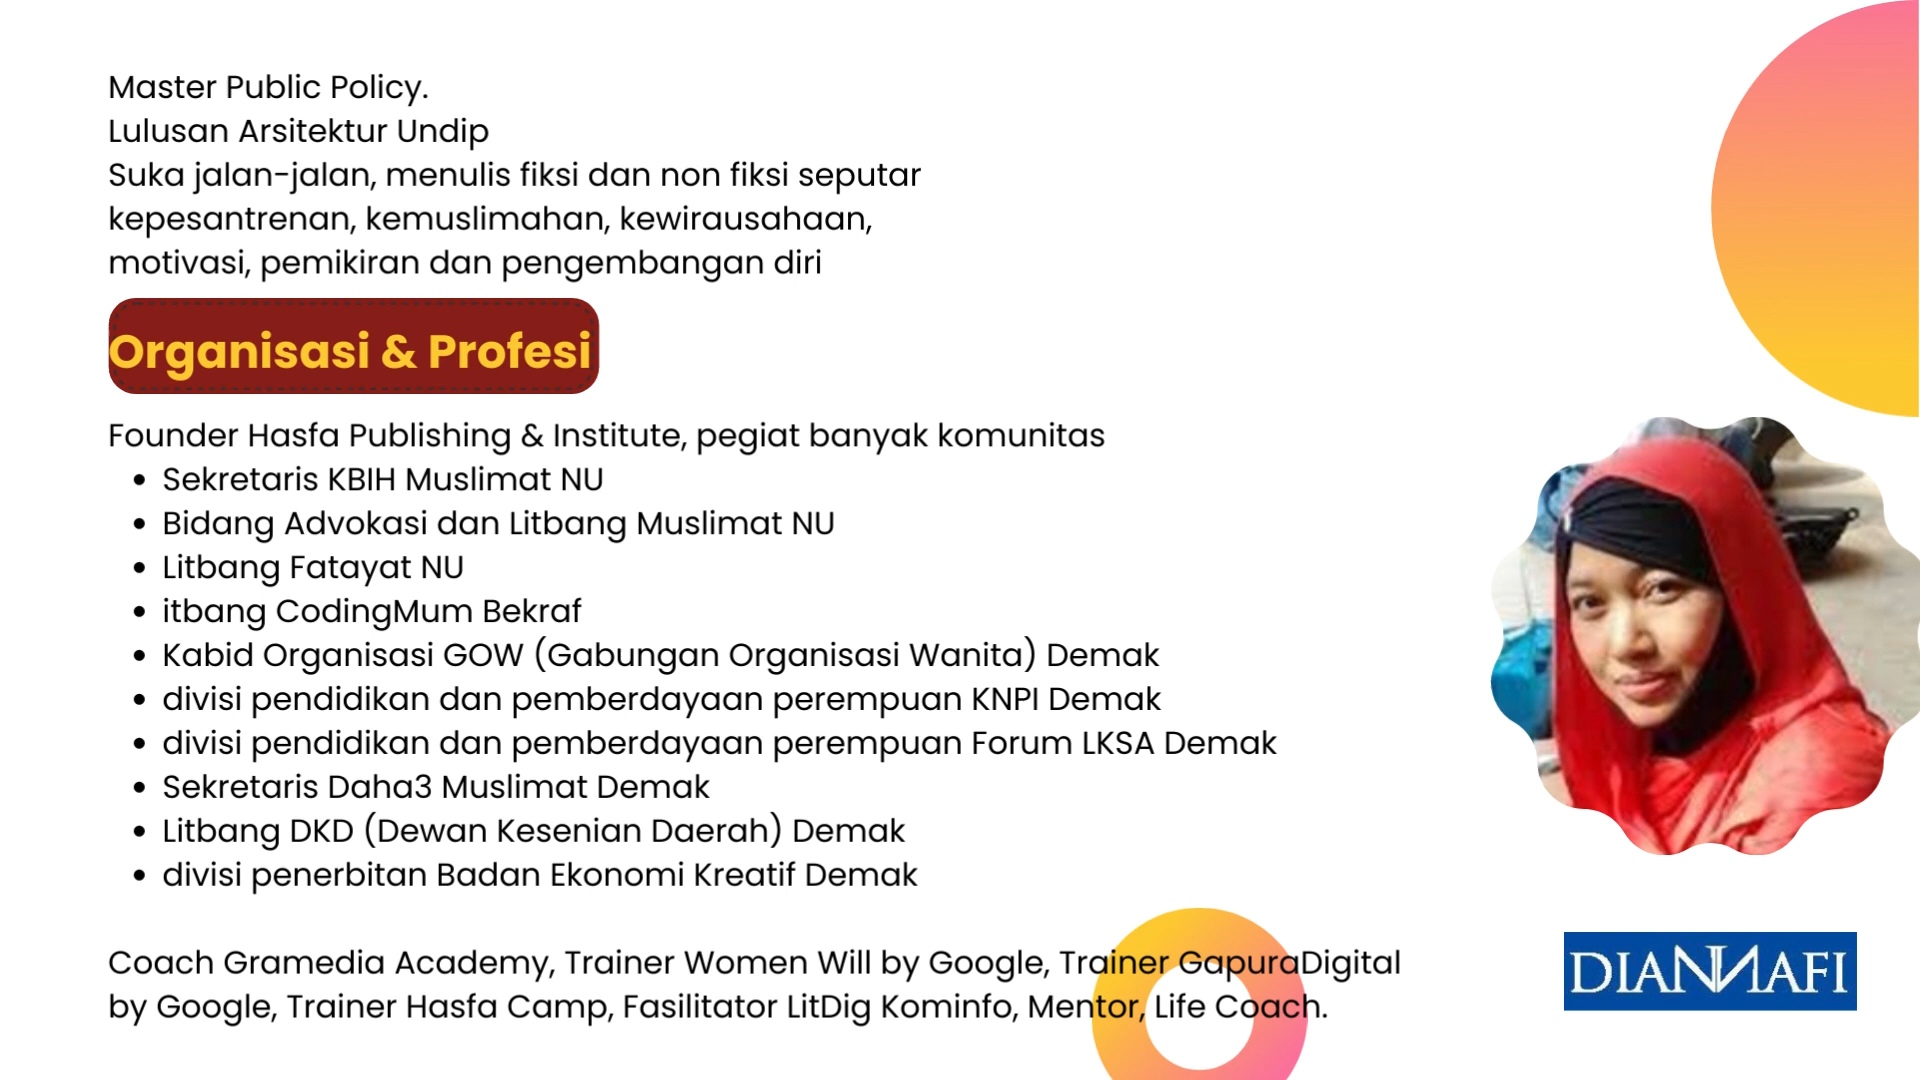 Master Public Policy.
Lulusan Arsitektur Undip
Suka jalan-jalan, menulis fiksi dan non fiksi seputar
kepesantrenan, kemuslimahan, kewirausahaan,
motivasi, pemikiran dan pengembangan diri
Organisasi & Profesi
Founder Hasfa Publishing & Institute, pegiat banyak komunitas
• Sekretaris KBIH Muslimat NU
• Bidang Advokasi dan Litbang Muslimat NU
• Litbang Fatayat NU
• itbang CodingMum Bekraf
• Kabid Organisasi GOW (Gabungan Organisasi Wanita) Demak
• divisi pendidikan dan pemberdayaan perempuan KNPI Demak
• divisi pendidikan dan pemberdayaan perempuan Forum LKSA Demak
• Sekretaris Daha3 Muslimat Demak
• Litbang DKD (Dewan Kesenian Daerah) Demak
• divisi penerbitan Badan Ekonomi Kreatif Demak
Coach Gramedia Academy, Trainer Women Will by Google, Trainer GapuraDigital
by Google, Trainer Hasfa Camp, Fasilitator LitDig Kominfo, Mentor, Life Coach.
DIANNAFI